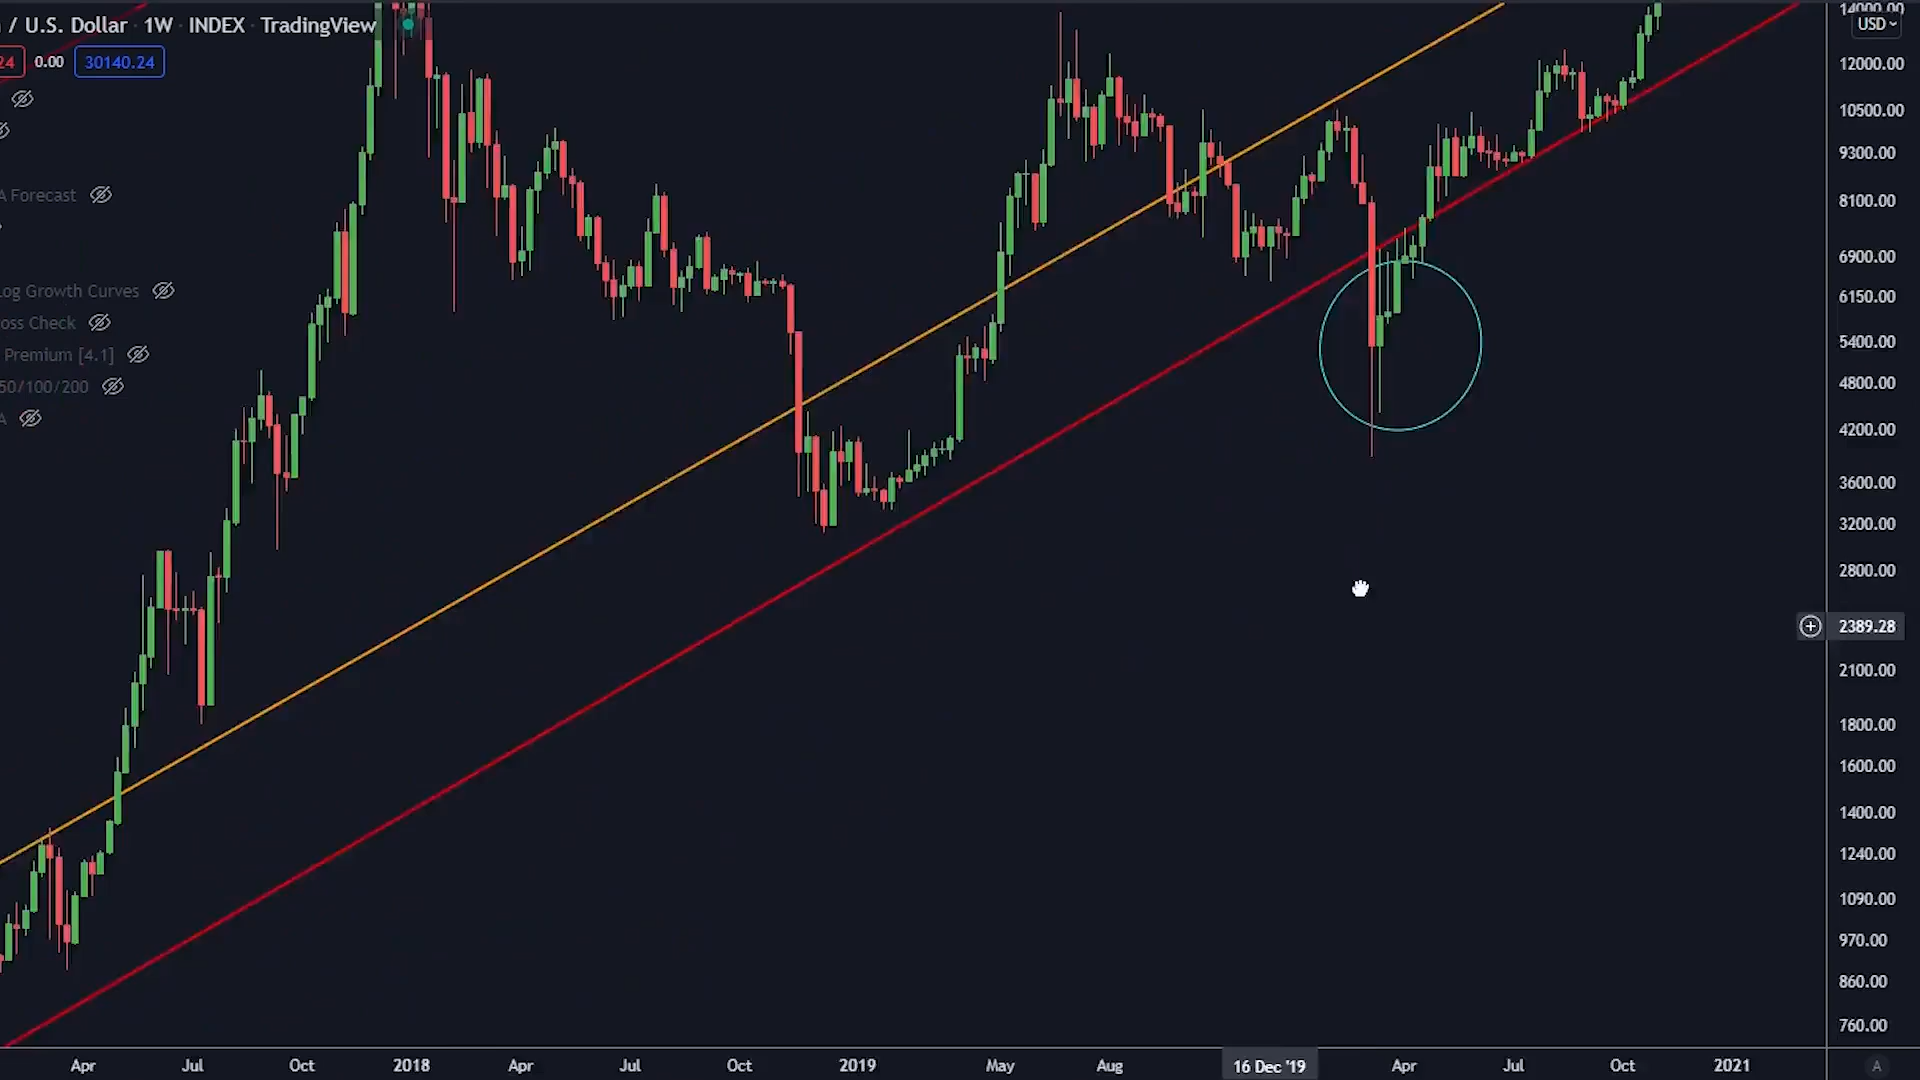 / U.S. Dollar · 1W · INDEX · TradingView
24 0.00 30140.24
A Forecast
Log Growth Curves
oss Check
Premium [4.1]
50/100/200
A
14000.00
USD
12000.00
10500.00
9300.00
8100.00
6900.00
6150.00
5400.00
4800.00
4200.00
3600.00
3200.00
2800.00
2389.28
2100.00
1800.00
1600.00
1400.00
1240.00
1090.00
970.00
860.00
760.00
Apr Jul Oct 2018 Apr Jul Oct 2019 May Aug 16 Dec '19 Apr Jul Oct 2021 A